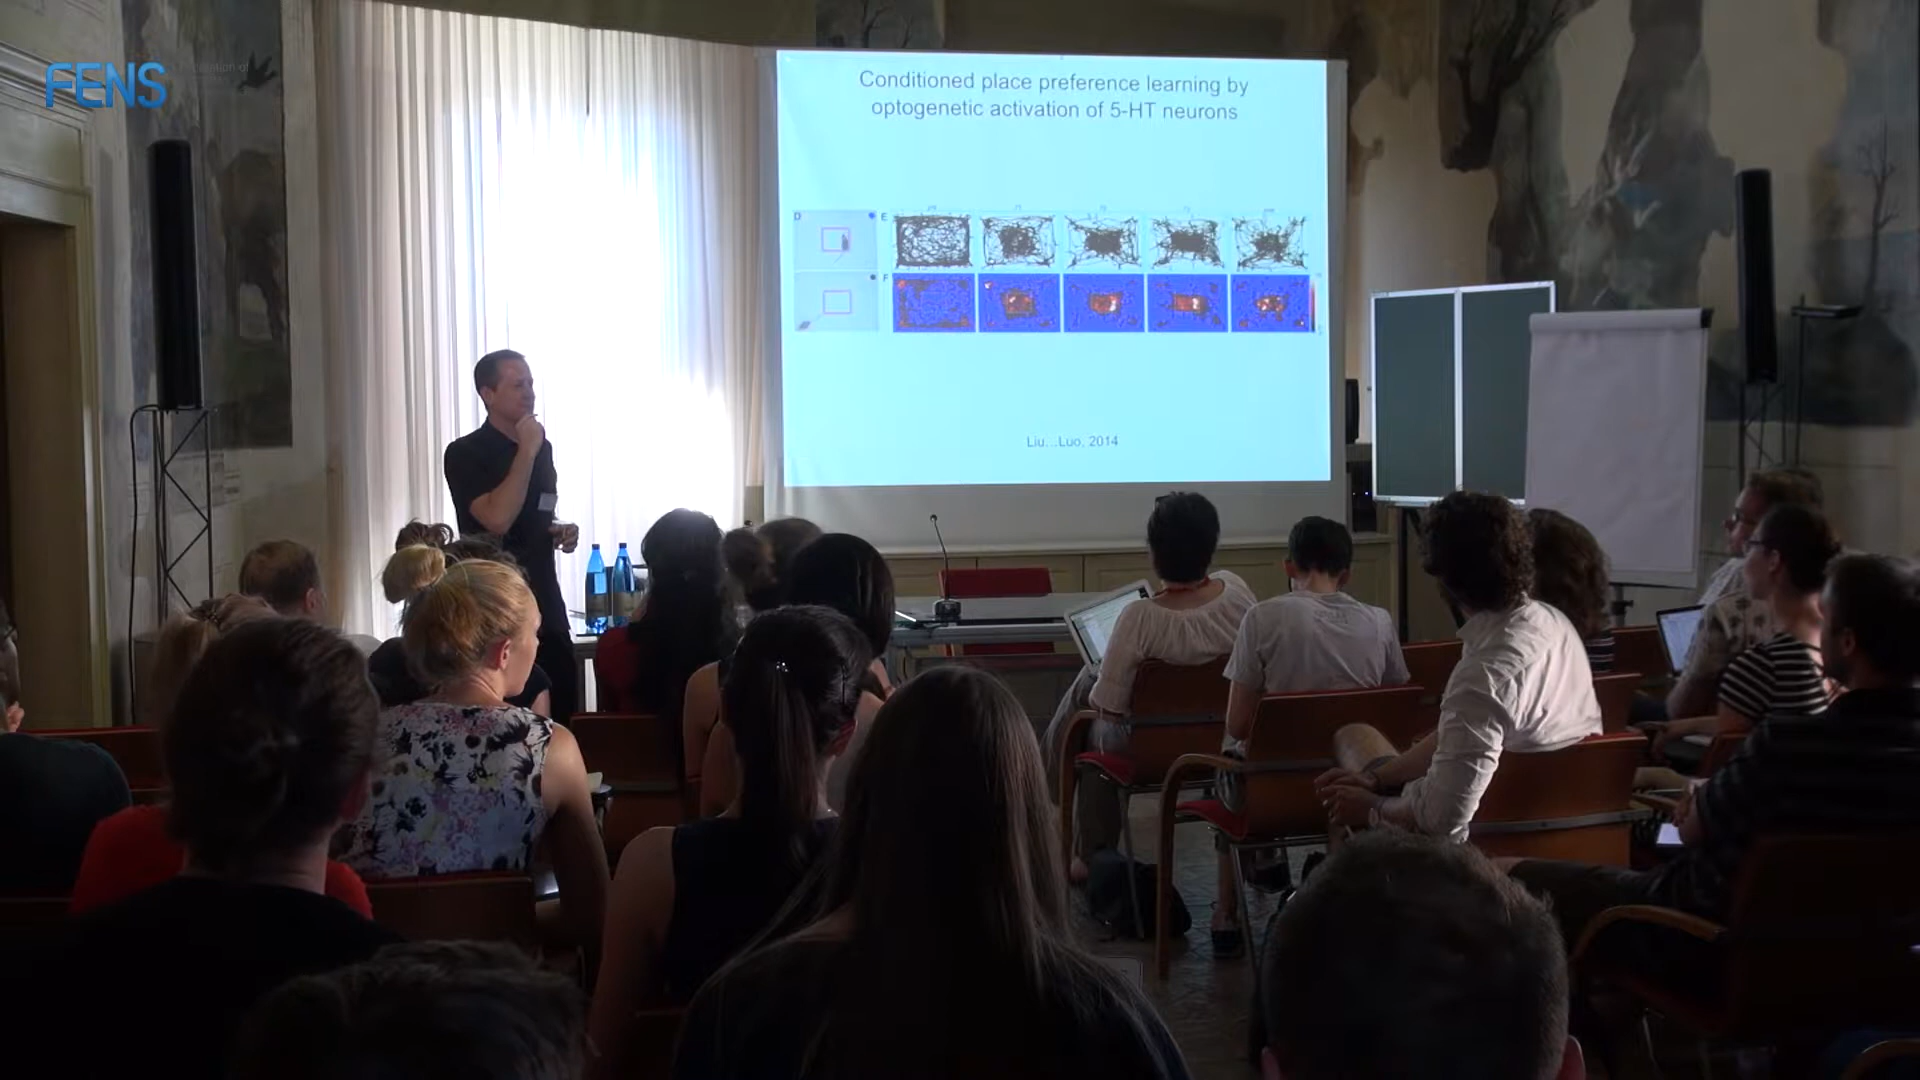 FENS
Conditioned place preference learning by
optogenetic activation of 5-HT neurons
D
E
F
Liu...Luo, 2014